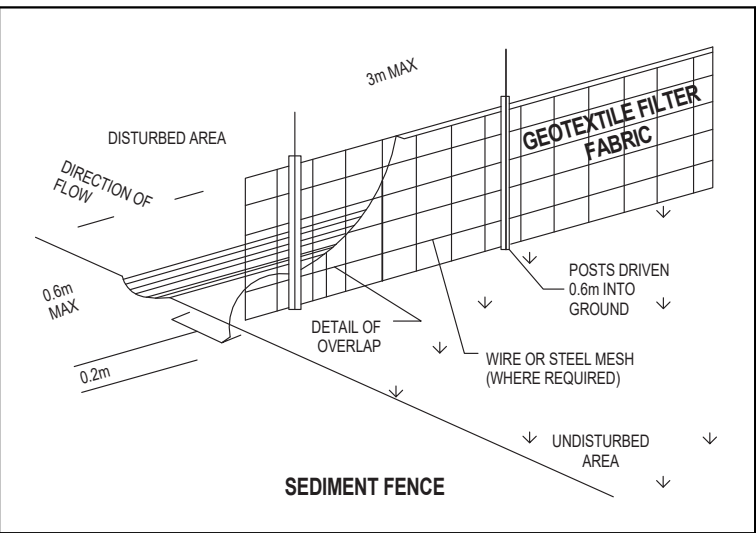 3m MAX
GEOTEXTILE FILTER
FABRIC
DISTURBED AREA
DIRECTION OF
FLOW
0.6m
MAX
0.2m
DETAIL OF
OVERLAP
POSTS DRIVEN
0.6m INTO
GROUND
WIRE OR STEEL MESH
(WHERE REQUIRED)
UNDISTURBED
AREA
SEDIMENT FENCE